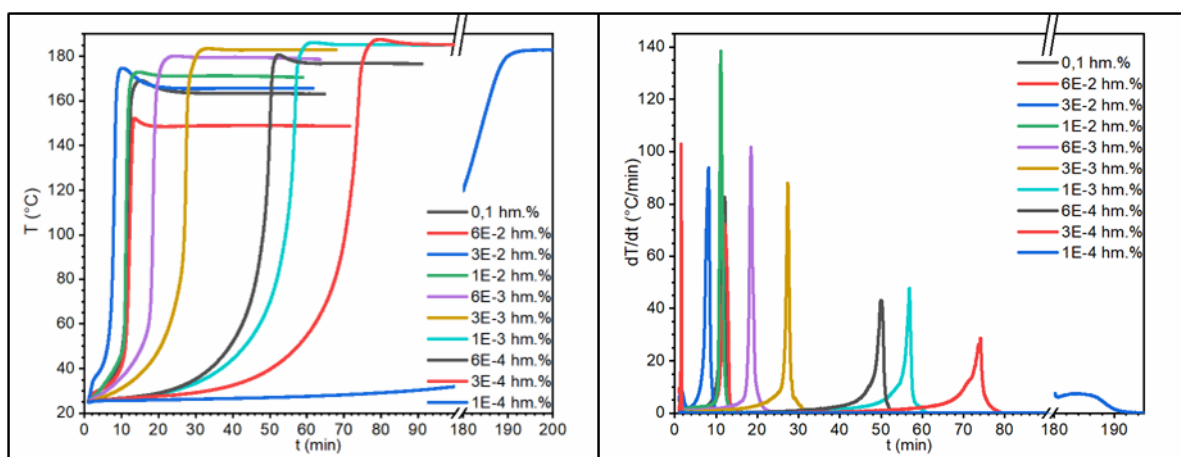 180
160
140
120
100
80
60
40
20
T (°C)
0,1 hm.%
6E-2 hm.%
3E-2 hm.%
1E-2 hm.%
6E-3 hm.%
3E-3 hm.%
1E-3 hm.%
6E-4 hm.%
3E-4 hm.%
1E-4 hm.%
0 10 20 30 40 50 60 70 80 90 100 180 190 200
t (min)
140
120
100
80
60
40
20
0
dT/dt (°C/min)
0,1 hm.%
6E-2 hm.%
3E-2 hm.%
1E-2 hm.%
6E-3 hm.%
3E-3 hm.%
1E-3 hm.%
6E-4 hm.%
3E-4 hm.%
1E-4 hm.%
0 10 20 30 40 50 60 70 80 180 190
t (min)